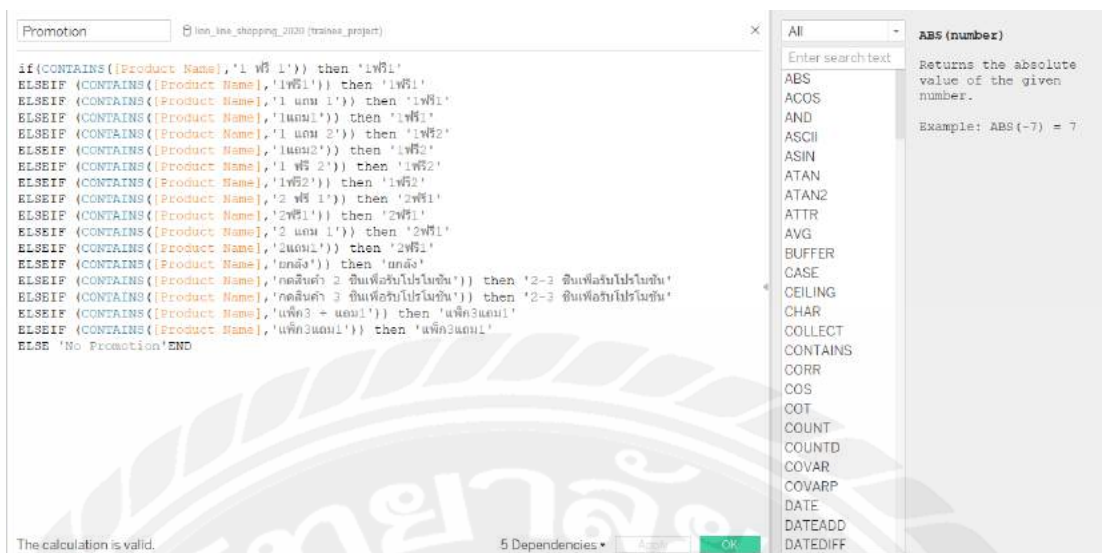 Promotion
lion_line_shopping_2020 (trainee_project)
if(CONTAINS([Product Name],'1 ฟรี 1')) then '1ฟรี1'
ELSEIF (CONTAINS([Product Name],'1ฟรี1')) then '1ฟรี1'
ELSEIF (CONTAINS([Product Name],'1 แถม 1')) then '1ฟรี1'
ELSEIF (CONTAINS([Product Name],'1แถม1')) then '1ฟรี1'
ELSEIF (CONTAINS([Product Name],'1 แถม 2')) then '1ฟรี2'
ELSEIF (CONTAINS([Product Name],'1แถม2')) then '1ฟรี2'
ELSEIF (CONTAINS([Product Name],'1 ฟรี 2')) then '1ฟรี2'
ELSEIF (CONTAINS([Product Name],'1ฟรี2')) then '1ฟรี2'
ELSEIF (CONTAINS([Product Name],'2 ฟรี 1')) then '2ฟรี1'
ELSEIF (CONTAINS([Product Name],'2ฟรี1')) then '2ฟรี1'
ELSEIF (CONTAINS([Product Name],'2 แถม 1')) then '2ฟรี1'
ELSEIF (CONTAINS([Product Name],'2แถม1')) then '2ฟรี1'
ELSEIF (CONTAINS([Product Name],'ยกลัง')) then 'ยกลัง'
ELSEIF (CONTAINS([Product Name],'กดสินค้า 2 ชิ้นเพื่อรับโปรโมชั่น')) then '2-3 ชิ้นเพื่อรับโปรโมชั่น'
ELSEIF (CONTAINS([Product Name],'กดสินค้า 3 ชิ้นเพื่อรับโปรโมชั่น')) then '2-3 ชิ้นเพื่อรับโปรโมชั่น'
ELSEIF (CONTAINS([Product Name],'แพ็ก3 + แถม1')) then 'แพ็ก3แถม1'
ELSEIF (CONTAINS([Product Name],'แพ็ก3แถม1')) then 'แพ็ก3แถม1'
ELSE 'No Promotion'END
The calculation is valid.
5 Dependencies
Apply
OK
All
Enter search text
ABS
ACOS
AND
ASCII
ASIN
ATAN
ATAN2
ATTR
AVG
BUFFER
CASE
CEILING
CHAR
COLLECT
CONTAINS
CORR
COS
COT
COUNT
COUNTD
COVAR
COVARP
DATE
DATEADD
DATEDIFF
ABS(number)
Returns the absolute
value of the given
number.
Example: ABS(-7) = 7